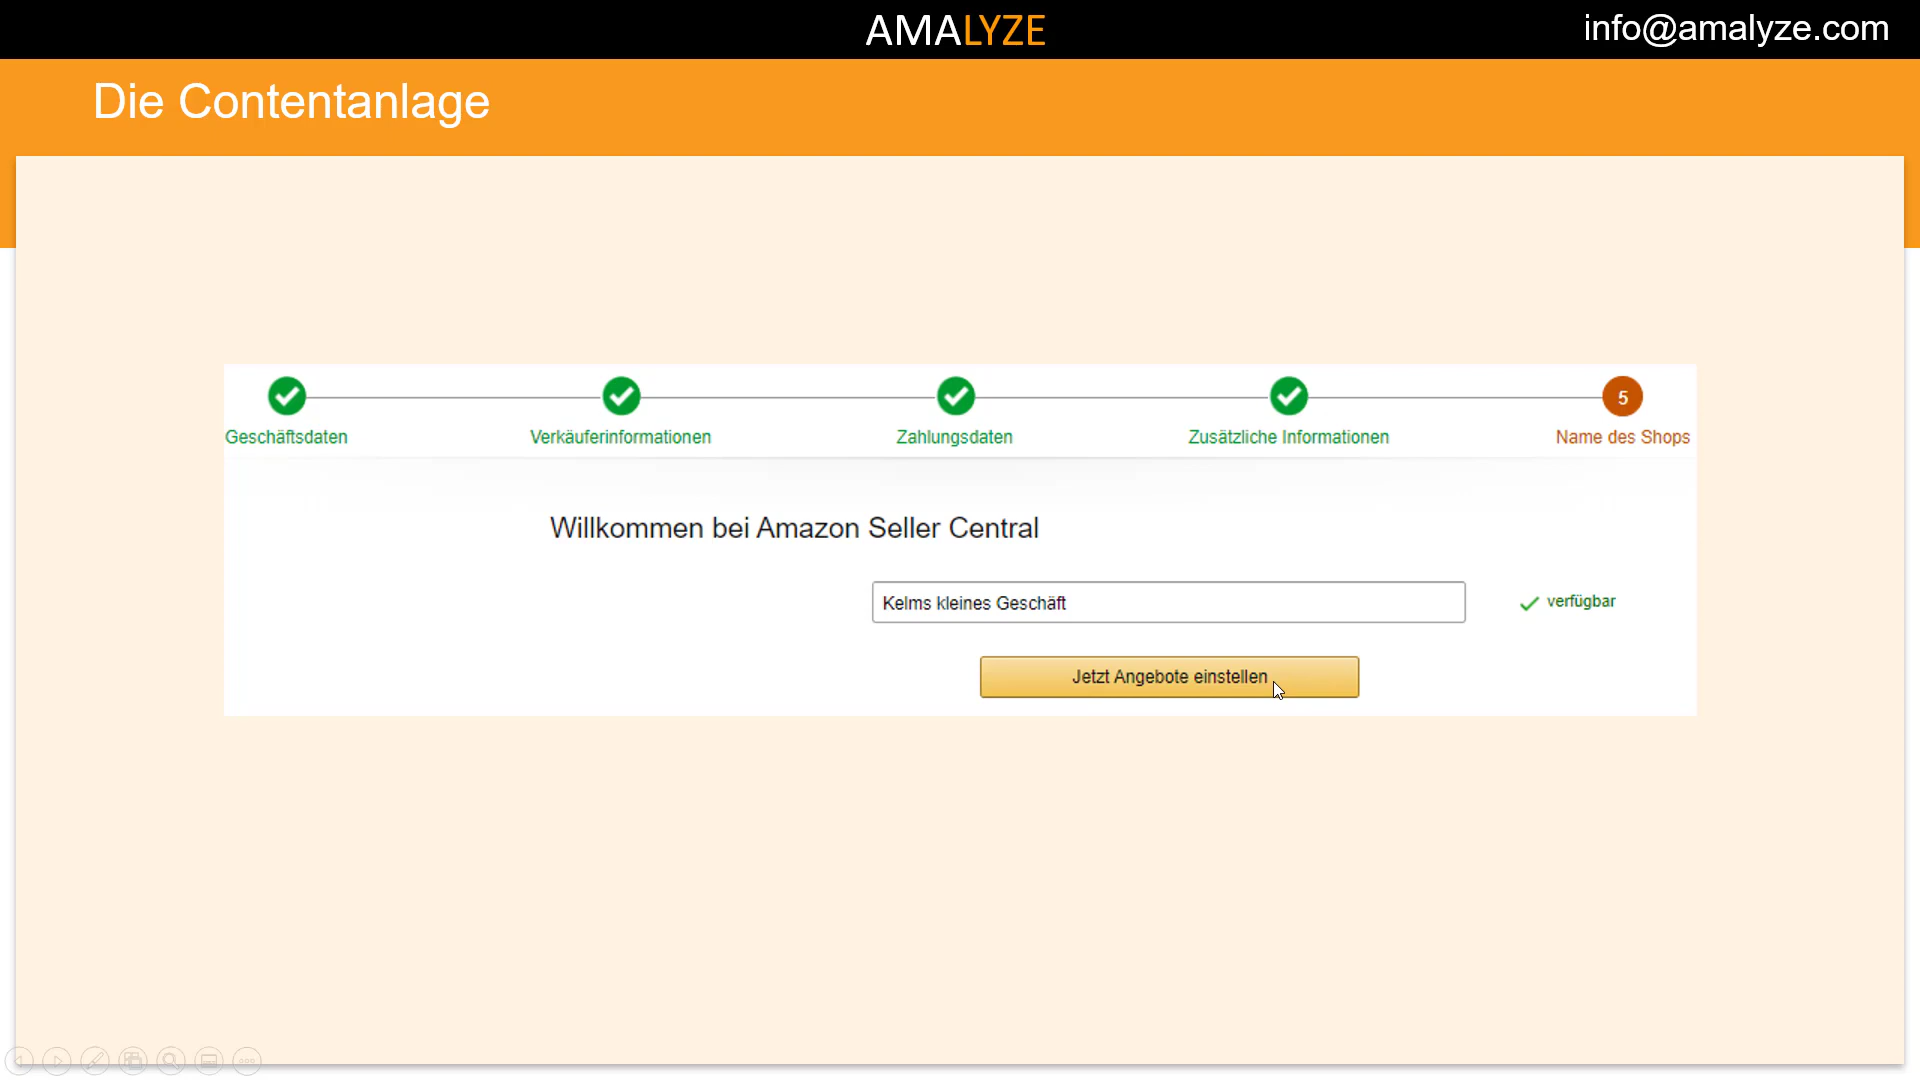 AMALYZE
info@amalyze.com
Die Contentanlage
5
Geschäftsdaten Verkäuferinformationen Zahlungsdaten Zusätzliche Informationen Name des Shops
Willkommen bei Amazon Seller Central
Kelms kleines Geschäft verfügbar
Jetzt Angebote einstellen